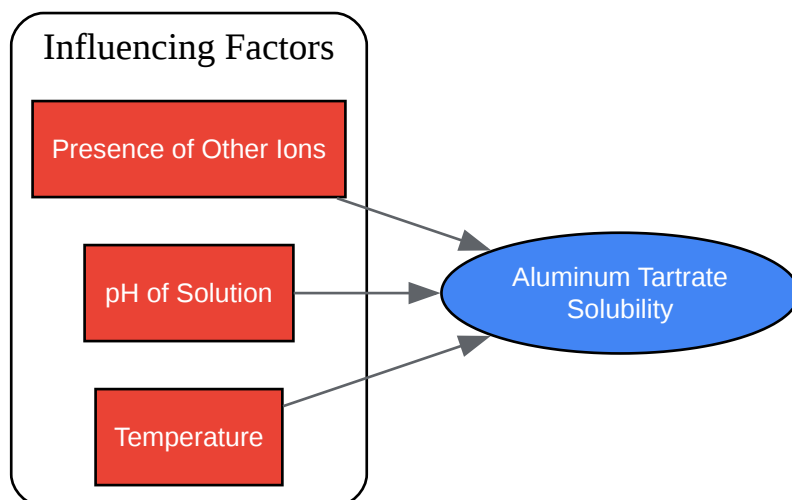 Influencing Factors
Presence of Other Ions
pH of Solution
Temperature
Aluminum Tartrate
Solubility